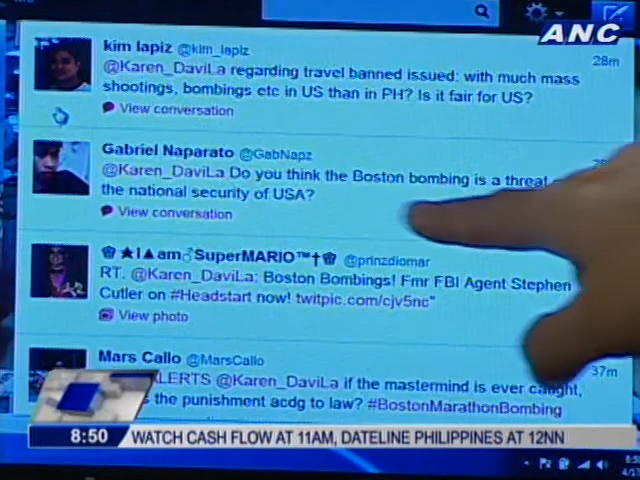 ANC
kim lapiz @kim_lapiz
28m
@Karen_DaviLa regarding travel banned issued: with much mass
shootings, bombings etc in US than in PH? Is it fair for US?
View conversation
Gabriel Naparato @GabNapz
@Karen_DaviLa Do you think the Boston bombing is a threat
the national security of USA?
View conversation
♕★I▲am♂SuperMARIO™†♕ @prinzdiomar
RT. @Karen_DaviLa: Boston Bombings! Fmr FBI Agent Stephen
Cutler on #Headstart now! twitpic.com/cjv5nc"
View photo
Mars Callo @MarsCallo
37m
@Karen_DaviLa if the mastermind is ever caught,
the punishment acdg to law? #BostonMarathonBombing
8:50 WATCH CASH FLOW AT 11AM, DATELINE PHILIPPINES AT 12NN